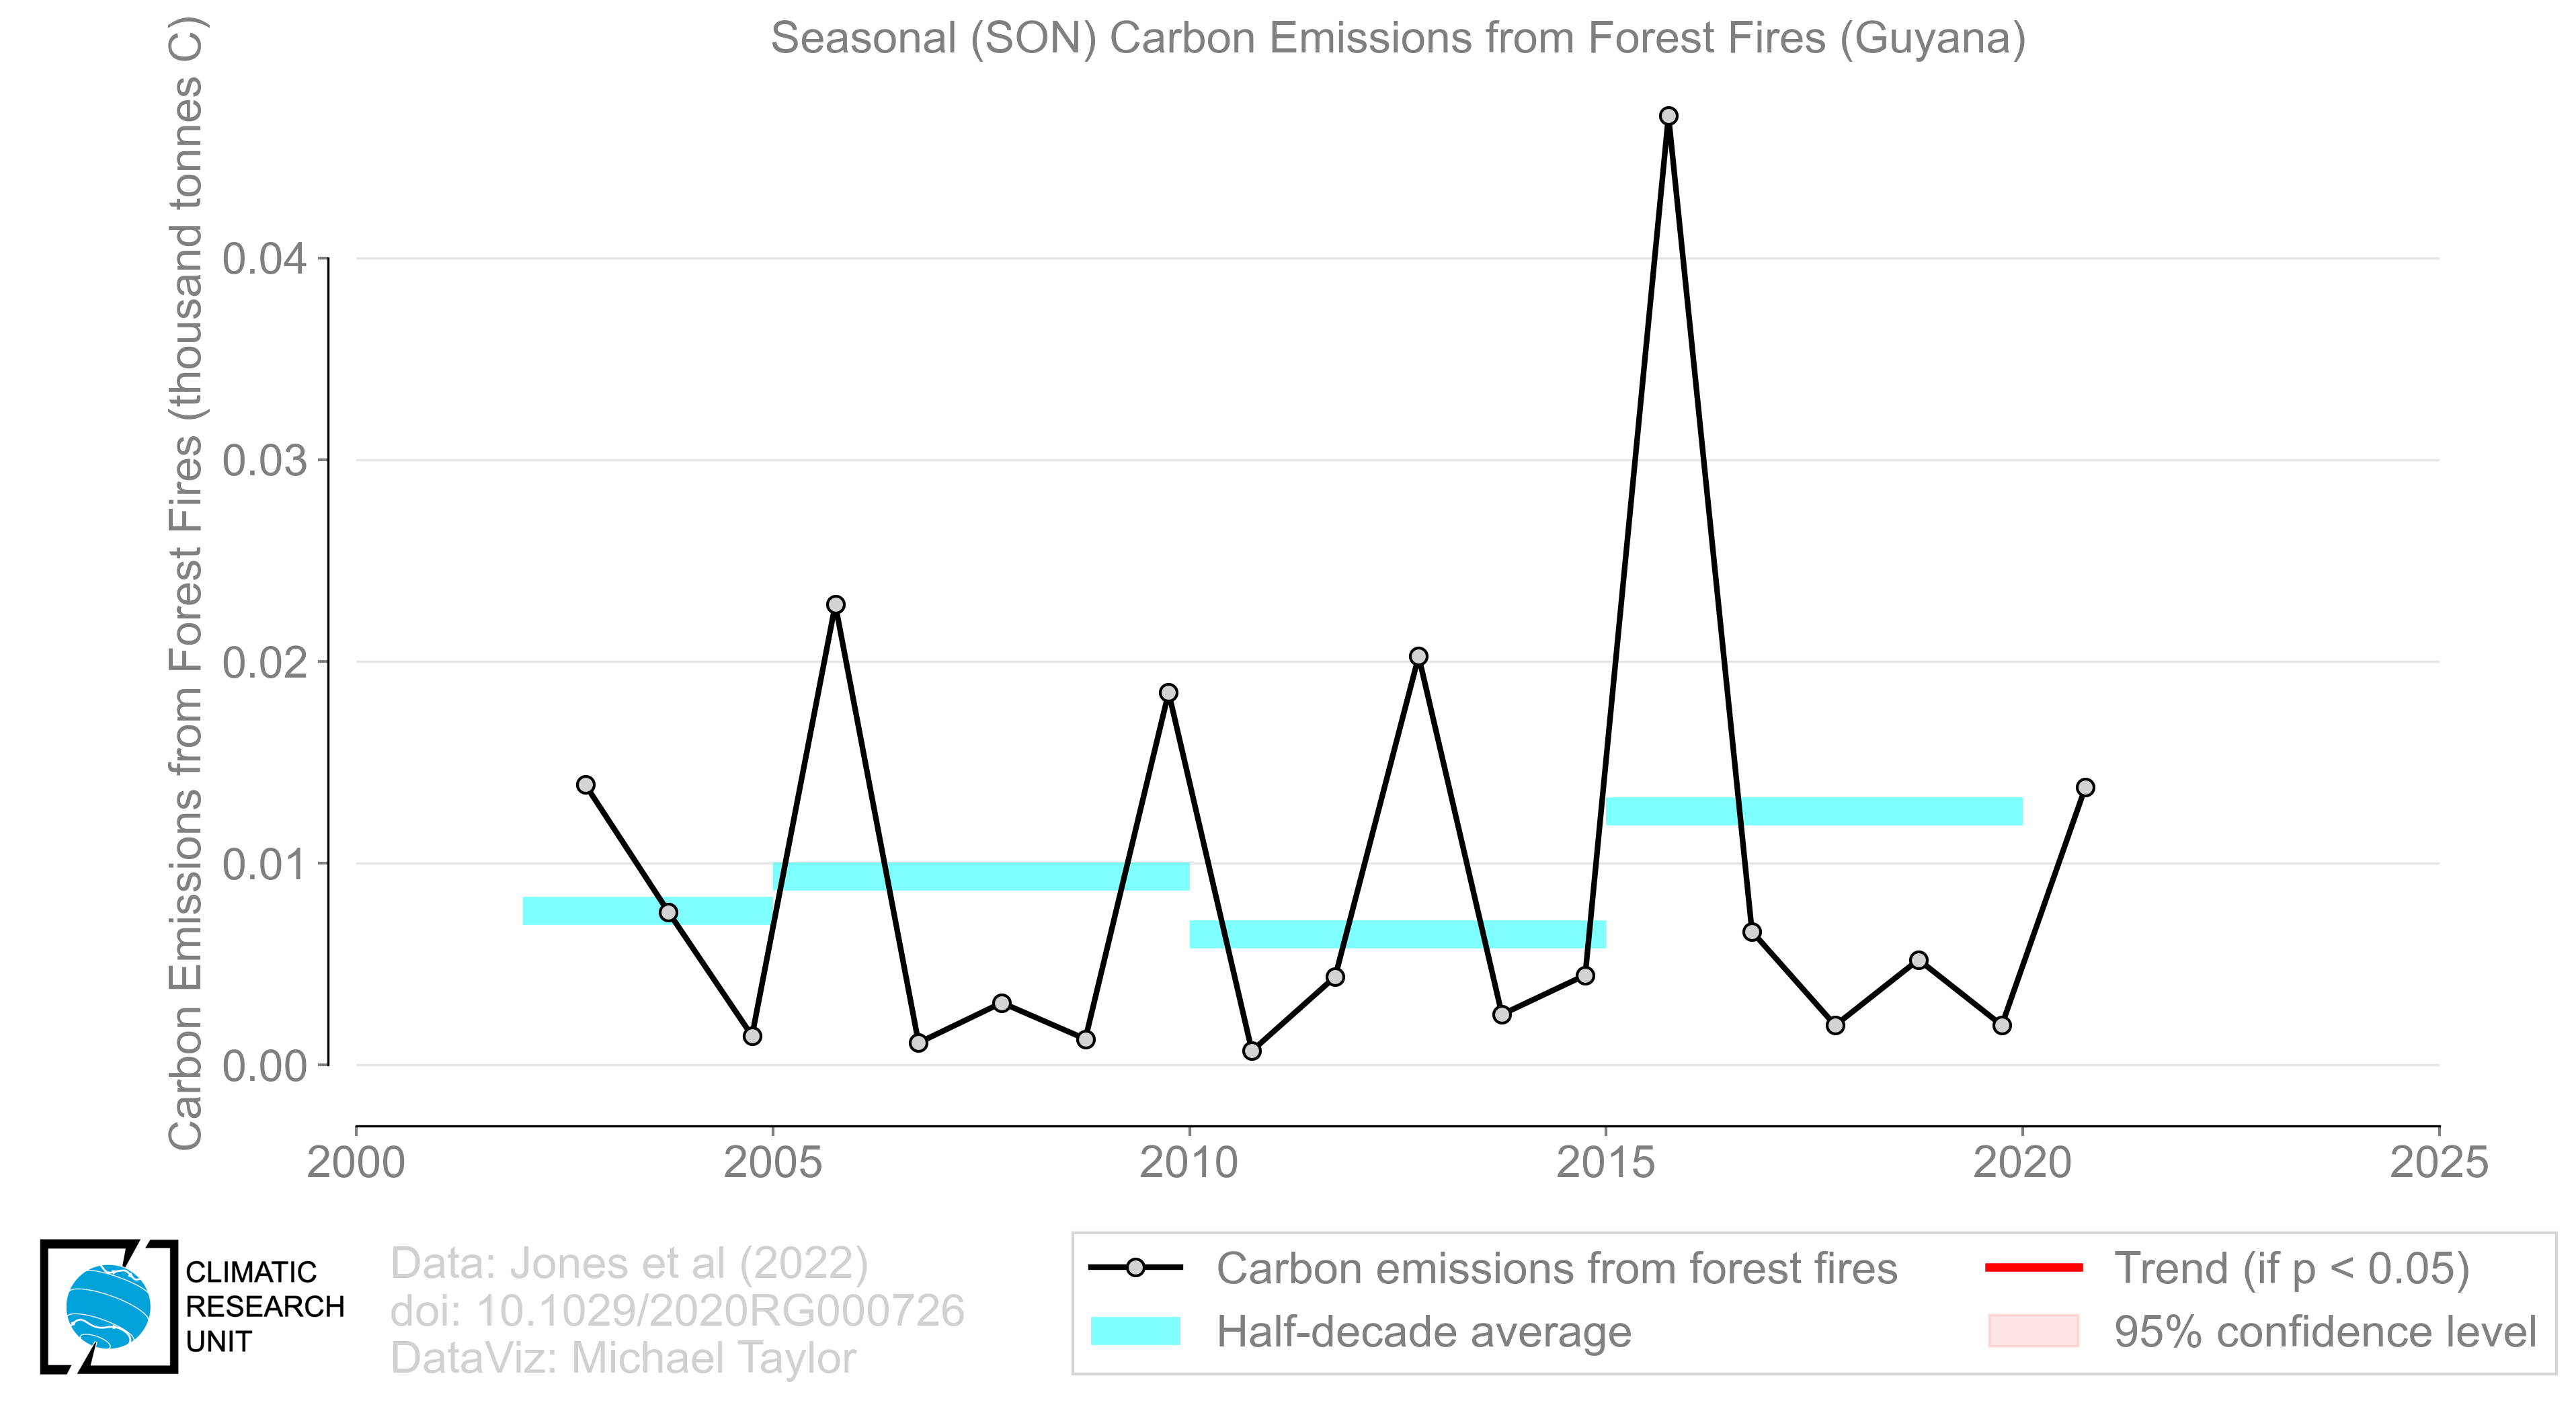 Seasonal (SON) Carbon Emissions from Forest Fires (Guyana)
Carbon Emissions from Forest Fires (thousand tonnes C)
0.04
0.03
0.02
0.01
0.00
2000 2005 2010 2015 2020 2025
CLIMATIC
RESEARCH
UNIT
Data: Jones et al (2022)
doi: 10.1029/2020RG000726
DataViz: Michael Taylor
Carbon emissions from forest fires
Half-decade average
Trend (if p < 0.05)
95% confidence level